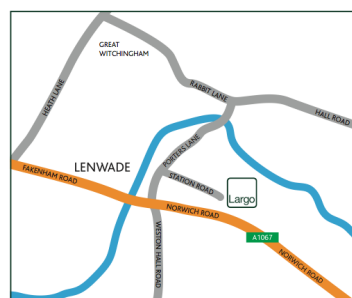 GREAT
WITCHINGHAM
HEATH LANE
RABBIT LANE
HALL ROAD
PORTERS LANE
LENWADE
FAKENHAM ROAD
STATION ROAD
Largo
NORWICH ROAD
WESTON HALL ROAD
A1067
NORWICH ROAD